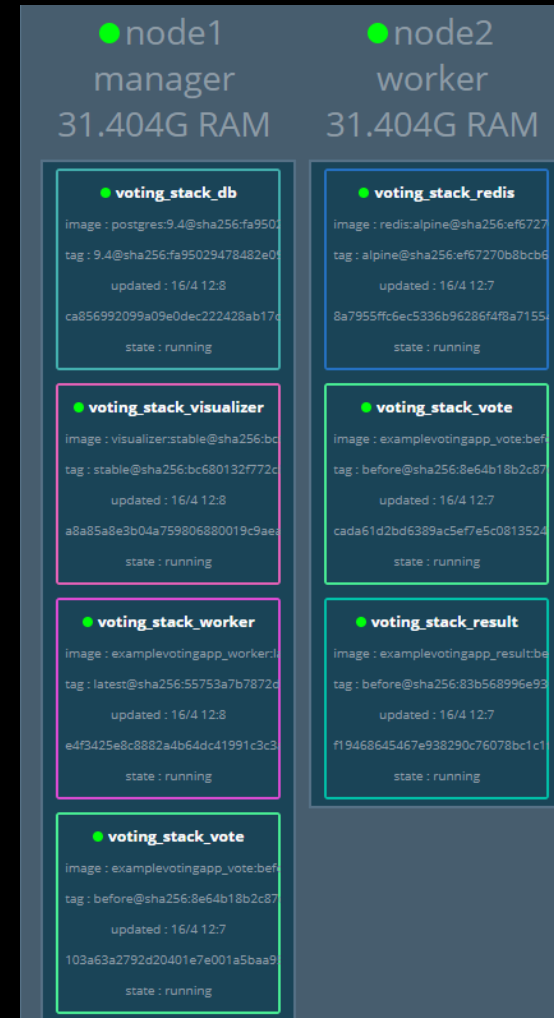 node1
manager
31.404G RAM
voting_stack_db
image : postgres:9.4@sha256:fa9502
tag : 9.4@sha256:fa95029478482e09
updated : 16/4 12:8
ca856992099a09e0dec222428ab17c
state : running
voting_stack_visualizer
image : visualizer:stable@sha256:bc
tag : stable@sha256:bc680132f772c
updated : 16/4 12:8
a8a85a8e3b04a759806880019c9aea
state : running
voting_stack_worker
image : examplevotingapp_worker:la
tag : latest@sha256:55753a7b7872d
updated : 16/4 12:8
e4f3425e8c8882a4b64dc41991c3c3a
state : running
voting_stack_vote
image : examplevotingapp_vote:befo
tag : before@sha256:8e64b18b2c87
updated : 16/4 12:7
103a63a2792d20401e7e001a5baa9
state : running
node2
worker
31.404G RAM
voting_stack_redis
image : redis:alpine@sha256:ef6727
tag : alpine@sha256:ef67270b8bcb6
updated : 16/4 12:7
8a7955ffc6ec5336b96286f4f8a7155
state : running
voting_stack_vote
image : examplevotingapp_vote:befo
tag : before@sha256:8e64b18b2c87
updated : 16/4 12:7
cada61d2bd6389ac5ef7e5c0813524
state : running
voting_stack_result
image : examplevotingapp_result:be
tag : before@sha256:83b568996e93
updated : 16/4 12:7
f19468645467e938290c76078bc1c1
state : running